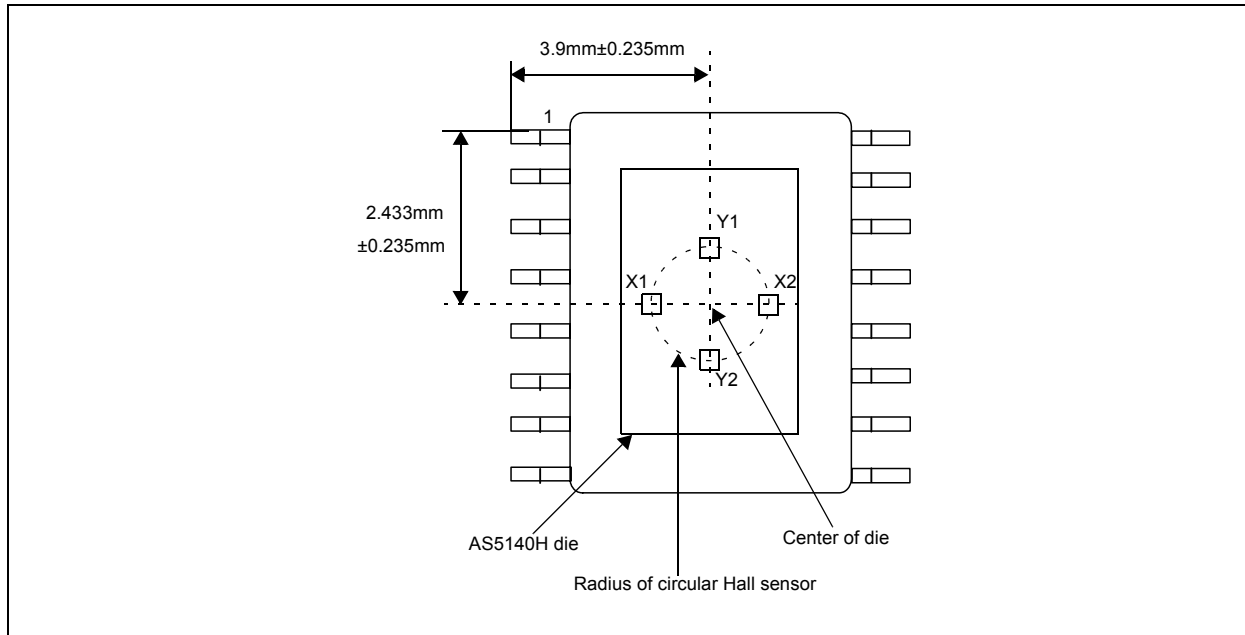 3.9mm±0.235mm
1
2.433mm
±0.235mm
Y1
X1
X2
Y2
AS5140H die
Center of die
Radius of circular Hall sensor